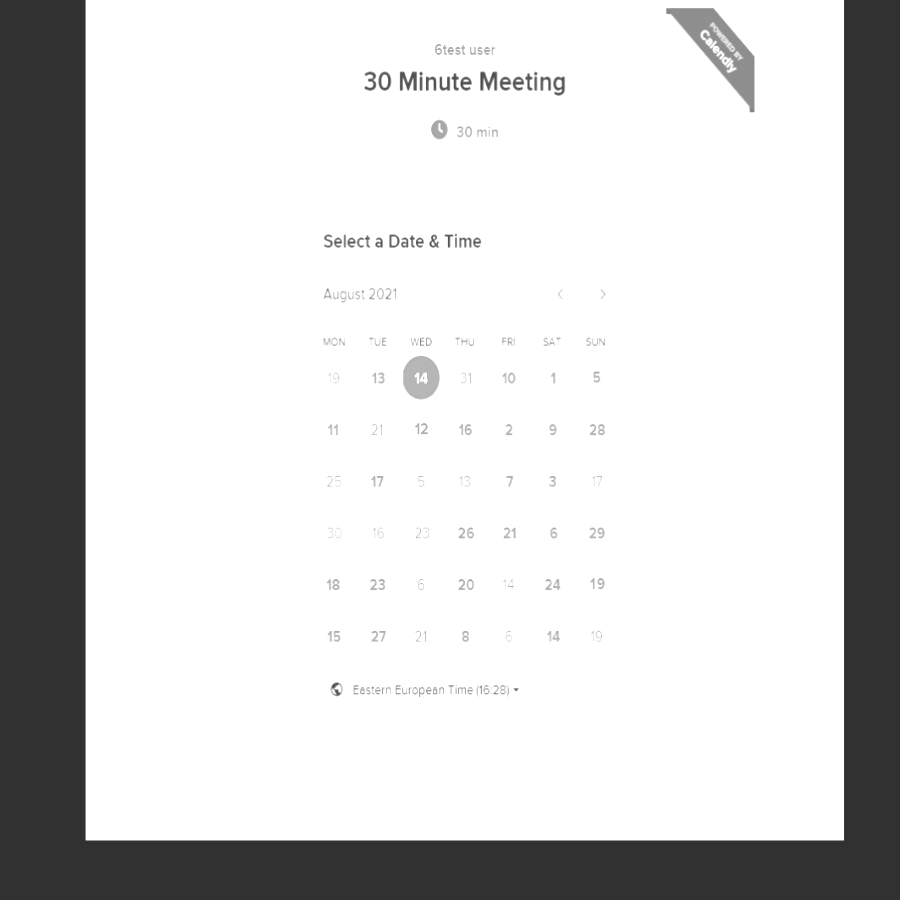 POWERED BY
Calendly
6test user
30 Minute Meeting
30 min
Select a Date & Time
August 2021
MON TUE WED THU FRI SAT SUN
19 13 14 31 10 1 5
11 21 12 16 2 9 28
25 17 5 13 7 3 17
30 16 23 26 21 6 29
18 23 6 20 14 24 19
15 27 21 8 6 14 19
Eastern European Time (16:28)